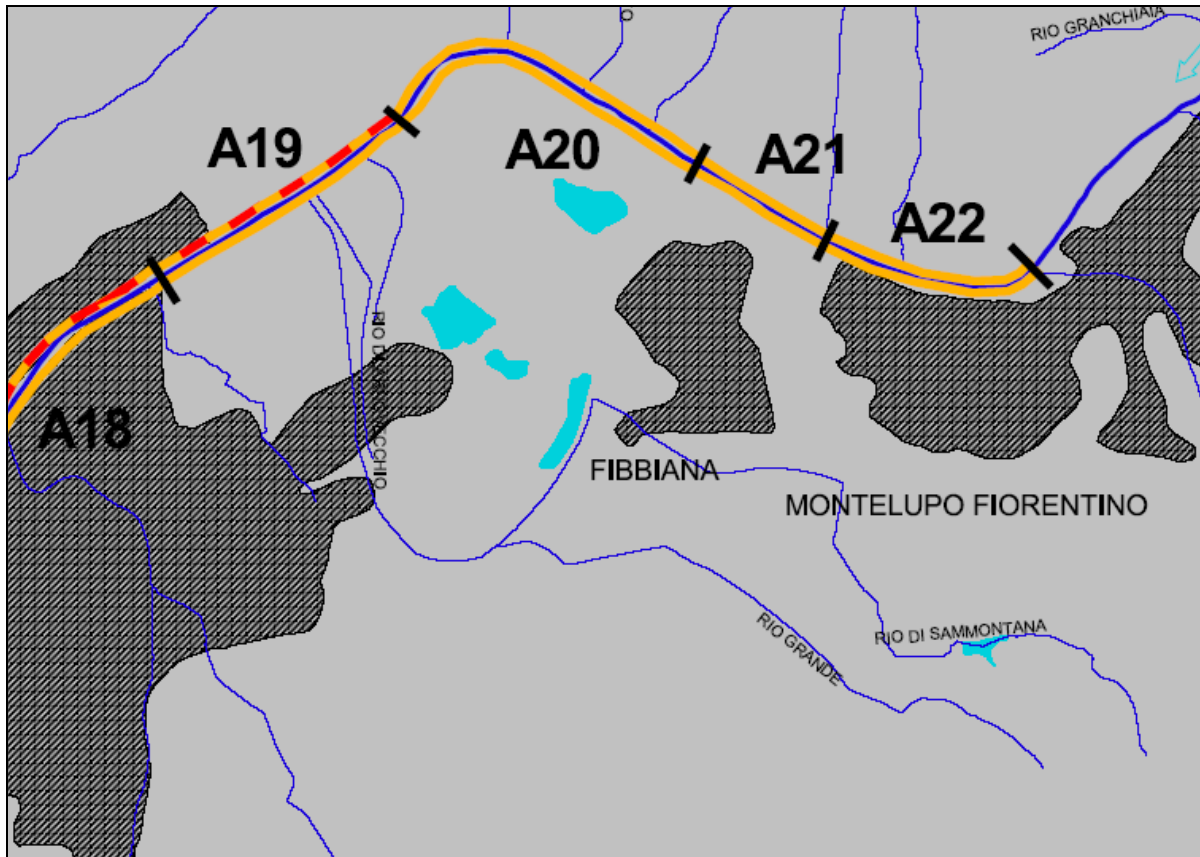 RIO GRANCHIAIA
A19
A20
A21
A22
A18
FIBBIANA
MONTELUPO FIORENTINO
RIO GRANDE
RIO DI SAMMONTANA